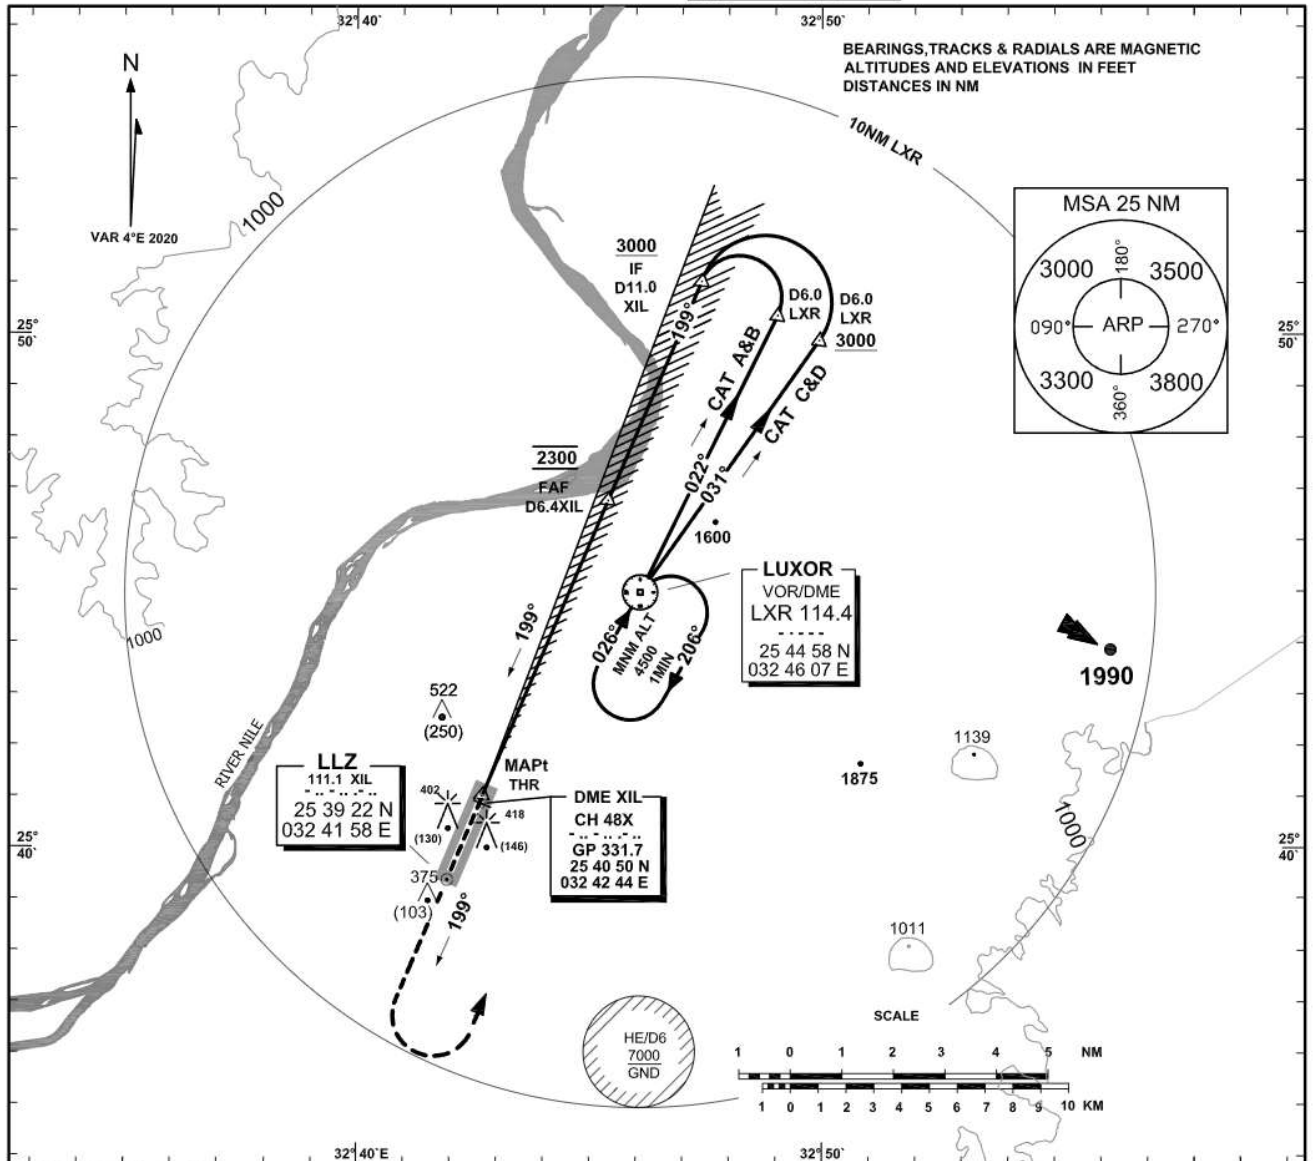 32°40`
32°50`
BEARINGS,TRACKS & RADIALS ARE MAGNETIC
ALTITUDES AND ELEVATIONS IN FEET
DISTANCES IN NM
N
VAR 4°E 2020
10NM LXR
1000
MSA 25 NM
3000
180°
3500
090°
ARP
270°
3300
360°
3800
3000
IF
D11.0
XIL
199°
D6.0
LXR
D6.0
LXR
3000
25°
50`
25°
50`
CAT A&B
CAT C&D
2300
FAF
D6.4XIL
022°
031°
1600
LUXOR
VOR/DME
LXR 114.4
- · - - -
25 44 58 N
032 46 07 E
026°
MNM ALT
4500
1MIN
206°
199°
1000
1990
522
(250)
RIVER NILE
1139
1875
1000
LLZ
111.1 XIL
- .. - .. .- ..
25 39 22 N
032 41 58 E
MAPt
THR
402
(130)
418
(146)
DME XIL
CH 48X
- .. - .. .- ..
GP 331.7
25 40 50 N
032 42 44 E
25°
40`
25°
40`
375
(103)
199°
1011
HE/D6
7000
GND
SCALE
1 0 1 2 3 4 5 NM
1 0 1 2 3 4 5 6 7 8 9 10 KM
32°40`E
32°50`